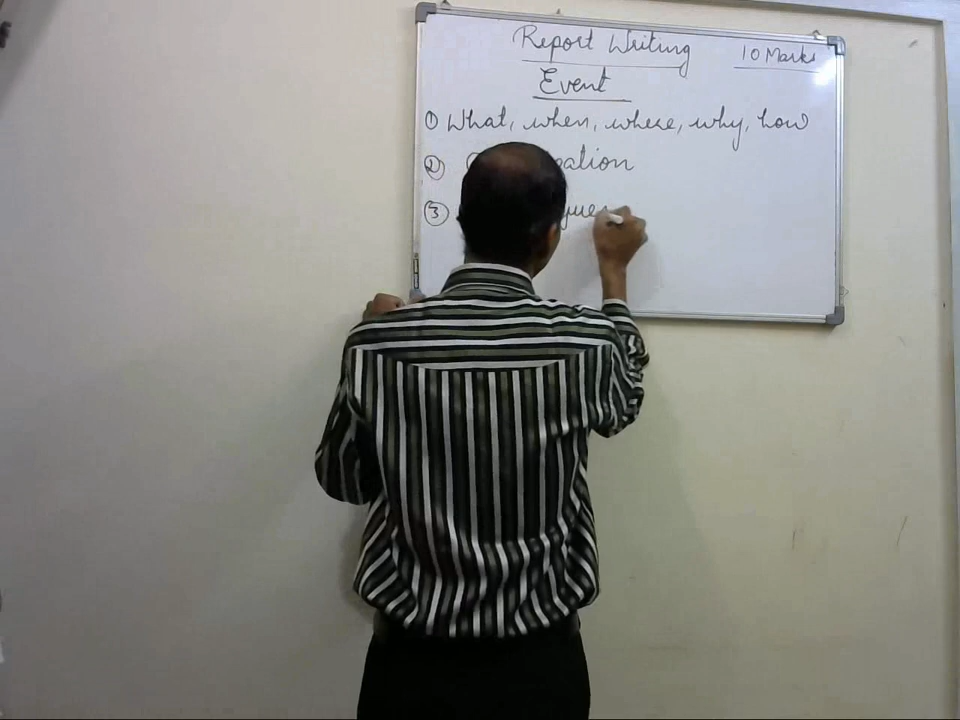 Report Writing 10 Marks
Event
① What, when, where, why, how
②
③